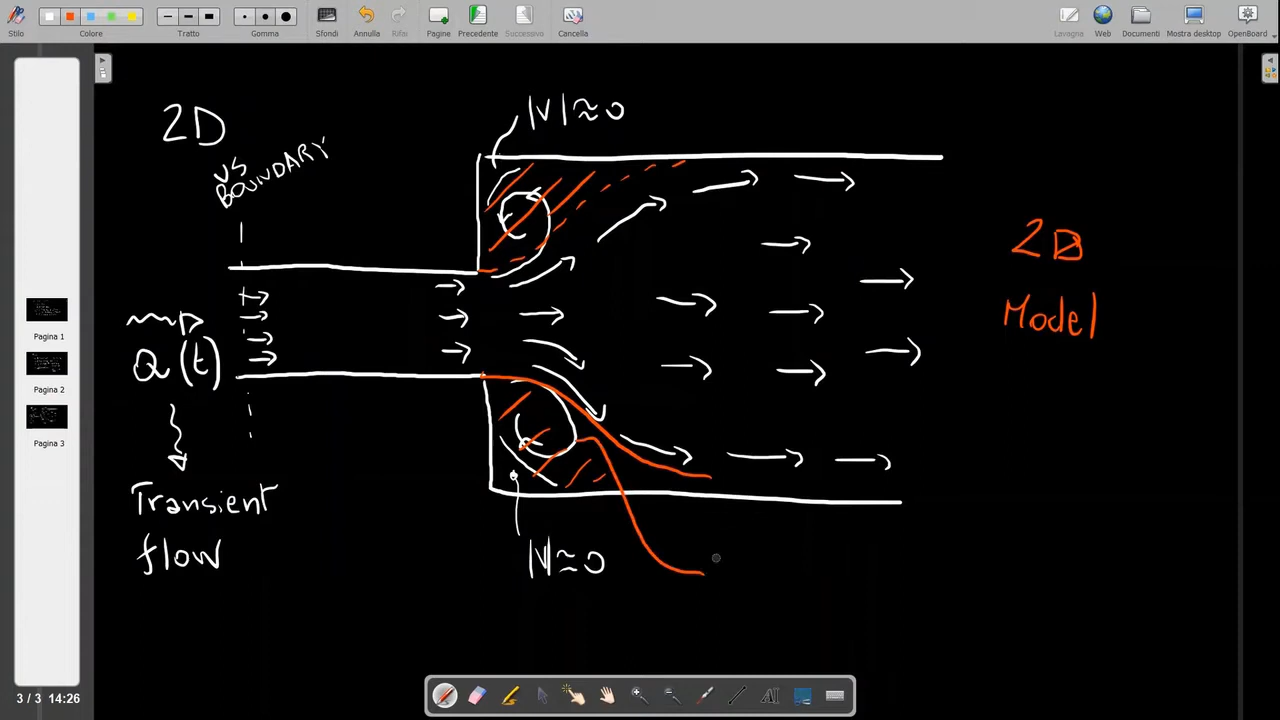 Stilo
Colore
Tratto
Gomma
Sfondi
Annulla
Rifai
Pagine
Precedente
Successivo
Cancella
Lavagna
Web
Documenti
Mostra desktop
OpenBoard
2D
US
BOUNDARY
|V|≈0
2D
Model
Q(t)
Transient
flow
|V|≈0
Pagina 1
Pagina 2
Pagina 3
3 / 3 14:26